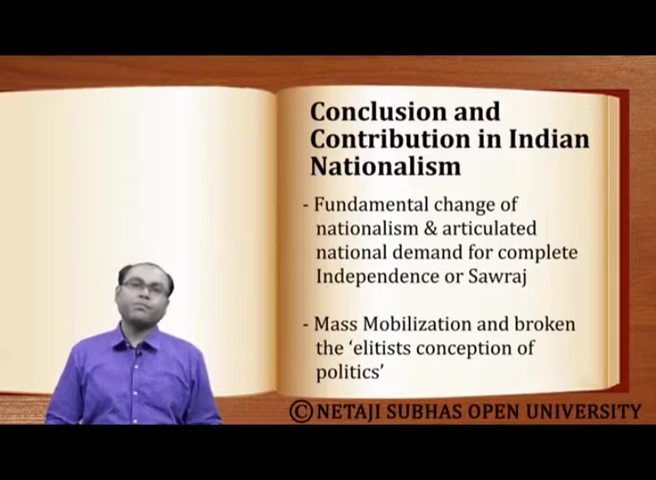 Conclusion and
Contribution in Indian
Nationalism
- Fundamental change of
nationalism & articulated
national demand for complete
Independence or Sawraj
- Mass Mobilization and broken
the ‘elitists conception of
politics’
©NETAJI SUBHAS OPEN UNIVERSITY